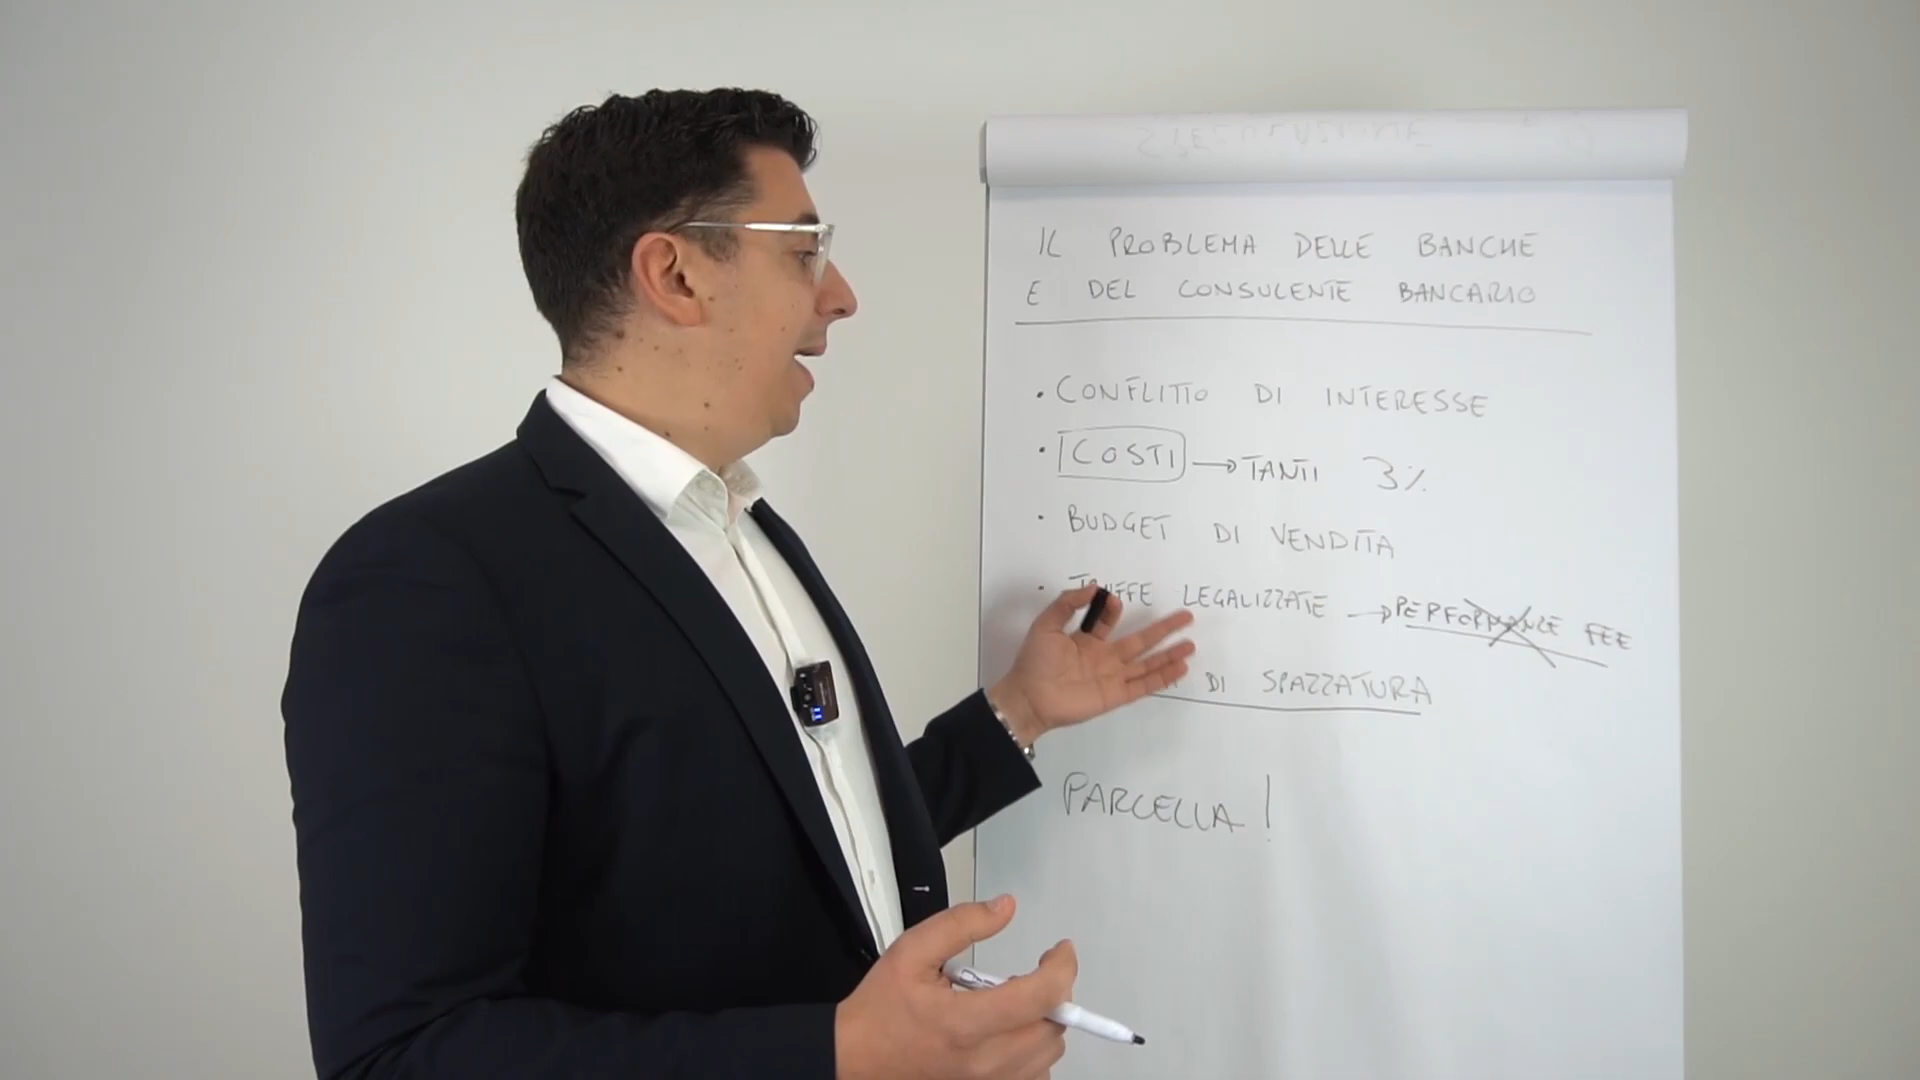 IL PROBLEMA DELLE BANCHE
E DEL CONSULENTE BANCARIO
• CONFLITTO DI INTERESSE
• COSTI → TANTI 3%
• BUDGET DI VENDITA
• TRUFFE LEGALIZZATE → PERFORMANCE FEE
DI SPAZZATURA
PARCELLA!